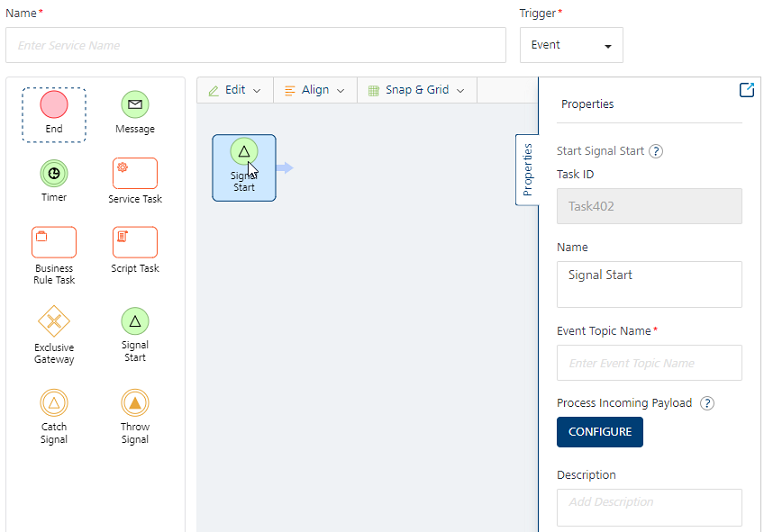 Name*
Trigger*
Enter Service Name
Event
Edit
Align
Snap & Grid
End
Message
Timer
Service Task
Business
Rule Task
Script Task
Exclusive
Gateway
Signal
Start
Catch
Signal
Throw
Signal
Signal
Start
Properties
Properties
Start Signal Start ?
Task ID
Task402
Name
Signal Start
Event Topic Name*
Enter Event Topic Name
Process Incoming Payload ?
CONFIGURE
Description
Add Description